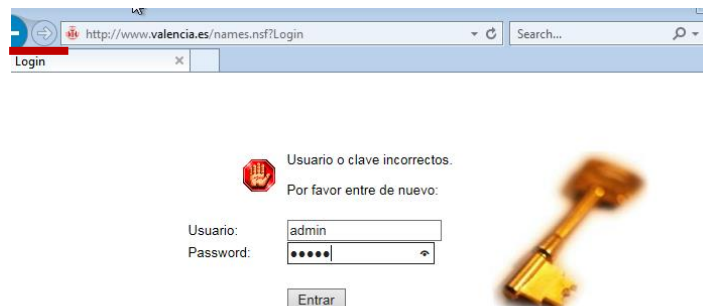 http://www.valencia.es/names.nsf?Login
Search...
Login
Usuario o clave incorrectos.
Por favor entre de nuevo:
Usuario: admin
Password: •••••
Entrar